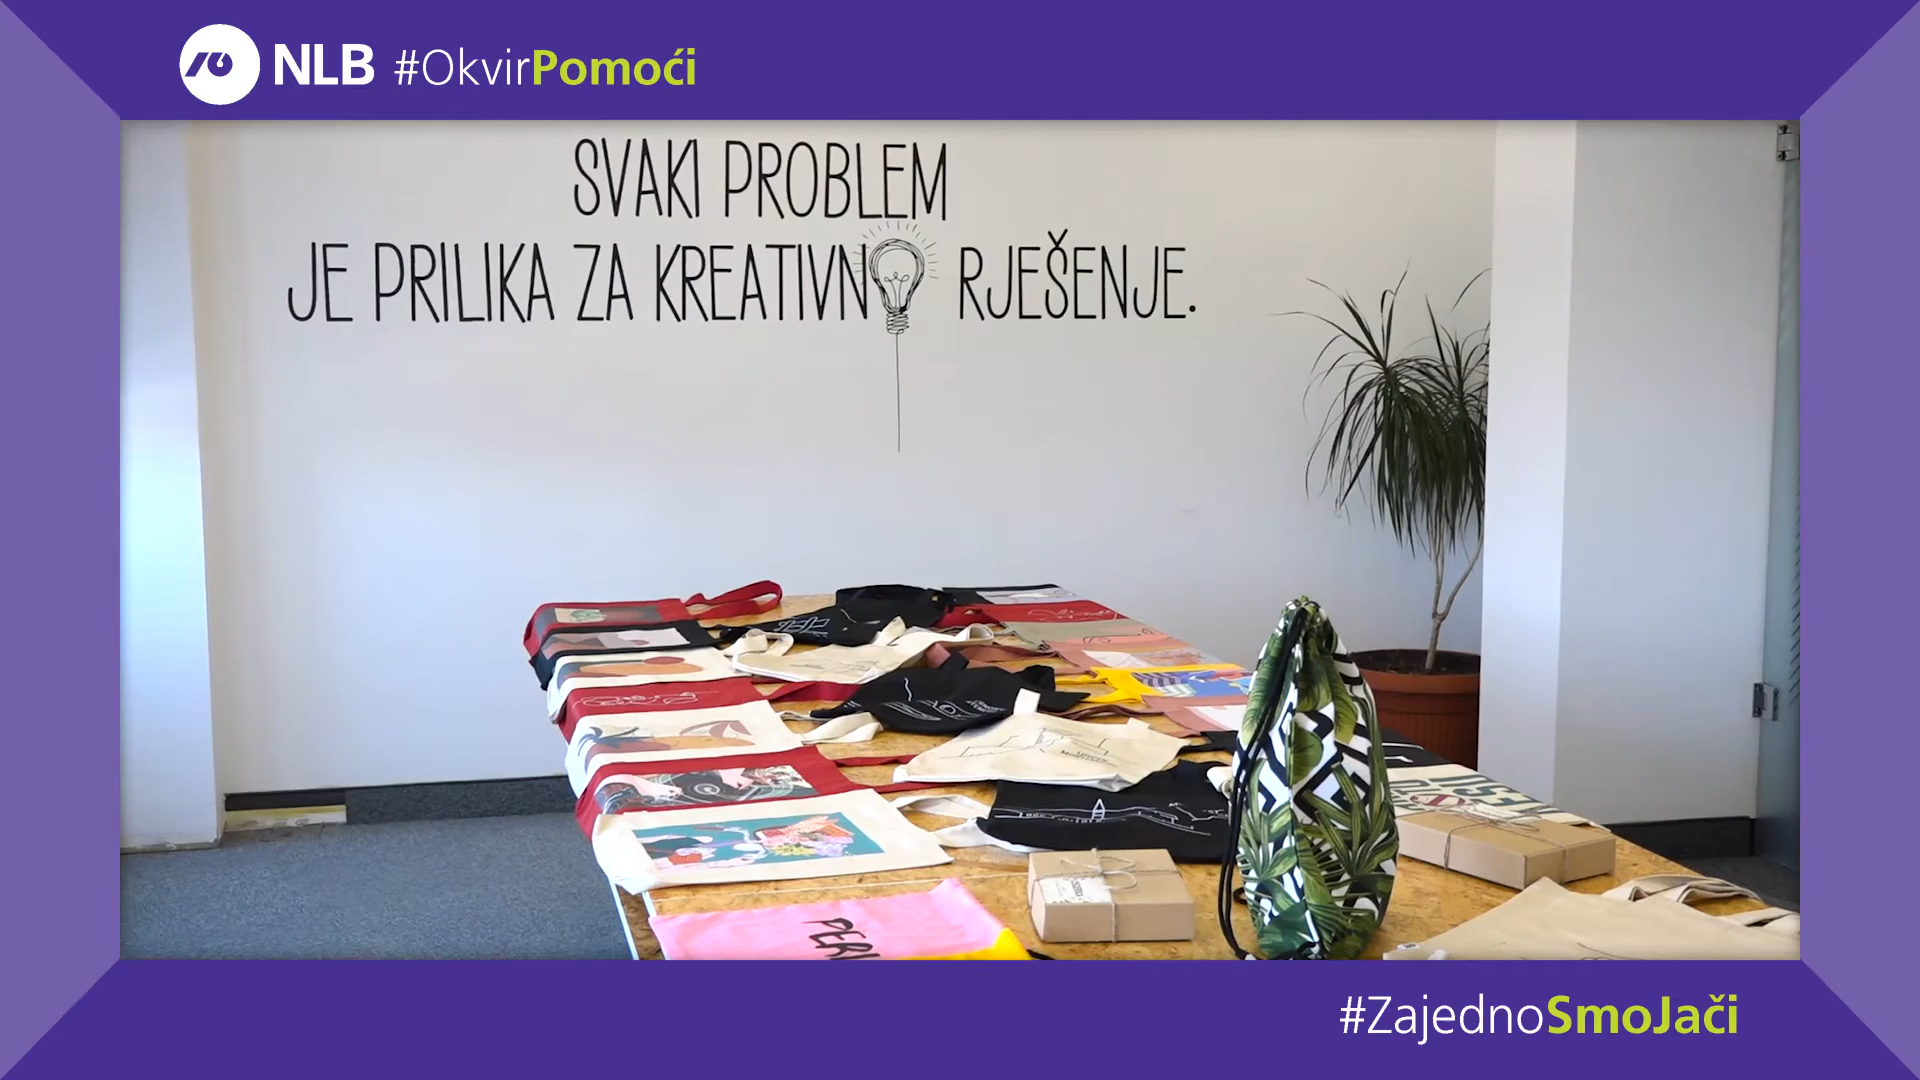 NLB #OkvirPomoći
SVAKI PROBLEM
JE PRILIKA ZA KREATIVNO RJEŠENJE.
#ZajednoSmoJači